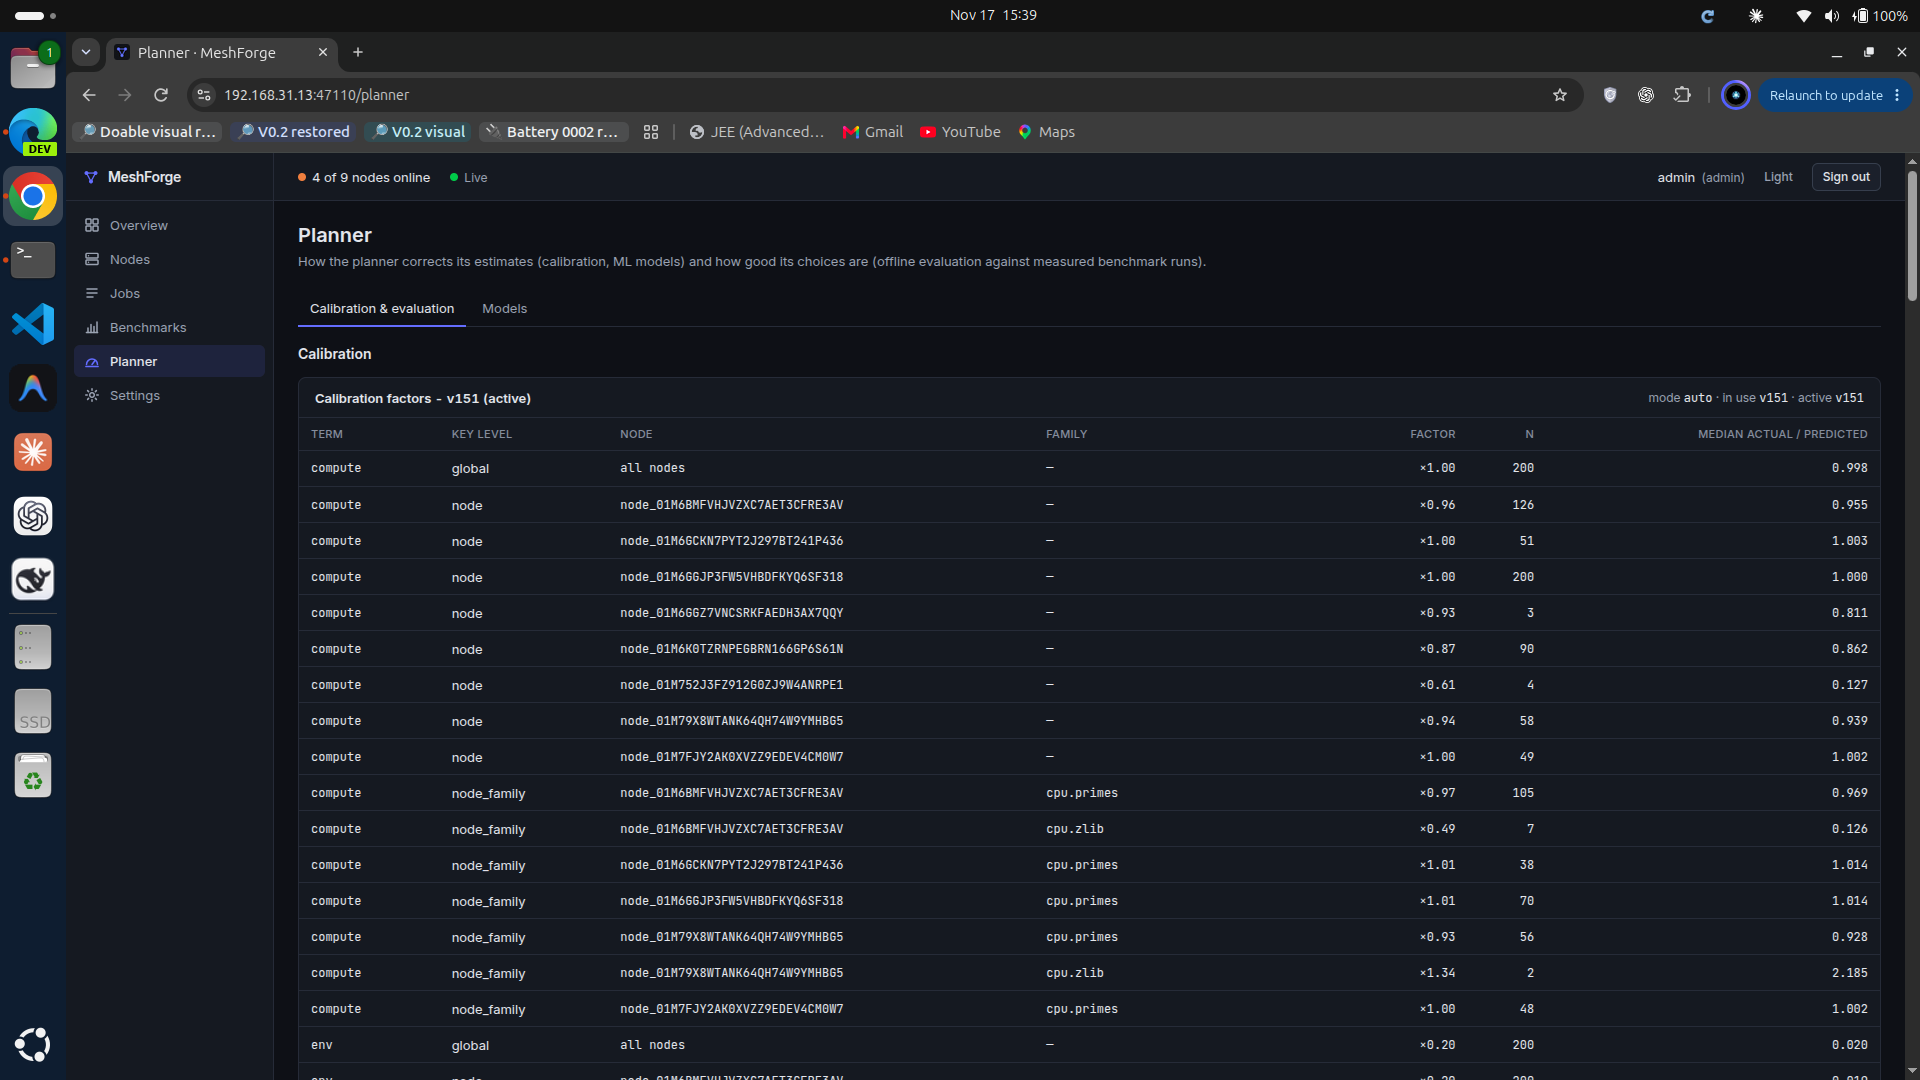 Nov 17 15:39
100%
1
Planner · MeshForge
192.168.31.13:47110/planner
Relaunch to update
DEV
Doable visual r...
V0.2 restored
V0.2 visual
Battery 0002 r...
JEE (Advanced...
Gmail
YouTube
Maps
MeshForge
4 of 9 nodes online
Live
admin (admin)
Light
Sign out
Overview
Nodes
Jobs
Benchmarks
Planner
Settings
SSD
Planner
How the planner corrects its estimates (calibration, ML models) and how good its choices are (offline evaluation against measured benchmark runs).
Calibration & evaluation
Models
Calibration
Calibration factors - v151 (active)
mode auto · in use v151 · active v151
TERM KEY LEVEL NODE FAMILY FACTOR N MEDIAN ACTUAL / PREDICTED
compute global all nodes — ×1.00 200 0.998
compute node node_01M6BMFVHJVZXC7AET3CFRE3AV — ×0.96 126 0.955
compute node node_01M6GCKN7PYT2J297BT241P436 — ×1.00 51 1.003
compute node node_01M6GGJP3FW5VHBDFKYQ6SF318 — ×1.00 200 1.000
compute node node_01M6GGZ7VNCSRKFAEDH3AX7QQY — ×0.93 3 0.811
compute node node_01M6K0TZRNPEGBRN166GP6S61N — ×0.87 90 0.862
compute node node_01M752J3FZ912G0ZJ9W4ANRPE1 — ×0.61 4 0.127
compute node node_01M79X8WTANK64QH74W9YMHBG5 — ×0.94 58 0.939
compute node node_01M7FJY2AK0XVZZ9EDEV4CM0W7 — ×1.00 49 1.002
compute node_family node_01M6BMFVHJVZXC7AET3CFRE3AV cpu.primes ×0.97 105 0.969
compute node_family node_01M6BMFVHJVZXC7AET3CFRE3AV cpu.zlib ×0.49 7 0.126
compute node_family node_01M6GCKN7PYT2J297BT241P436 cpu.primes ×1.01 38 1.014
compute node_family node_01M6GGJP3FW5VHBDFKYQ6SF318 cpu.primes ×1.01 70 1.014
compute node_family node_01M79X8WTANK64QH74W9YMHBG5 cpu.primes ×0.93 56 0.928
compute node_family node_01M79X8WTANK64QH74W9YMHBG5 cpu.zlib ×1.34 2 2.185
compute node_family node_01M7FJY2AK0XVZZ9EDEV4CM0W7 cpu.primes ×1.00 48 1.002
env global all nodes — ×0.20 200 0.020